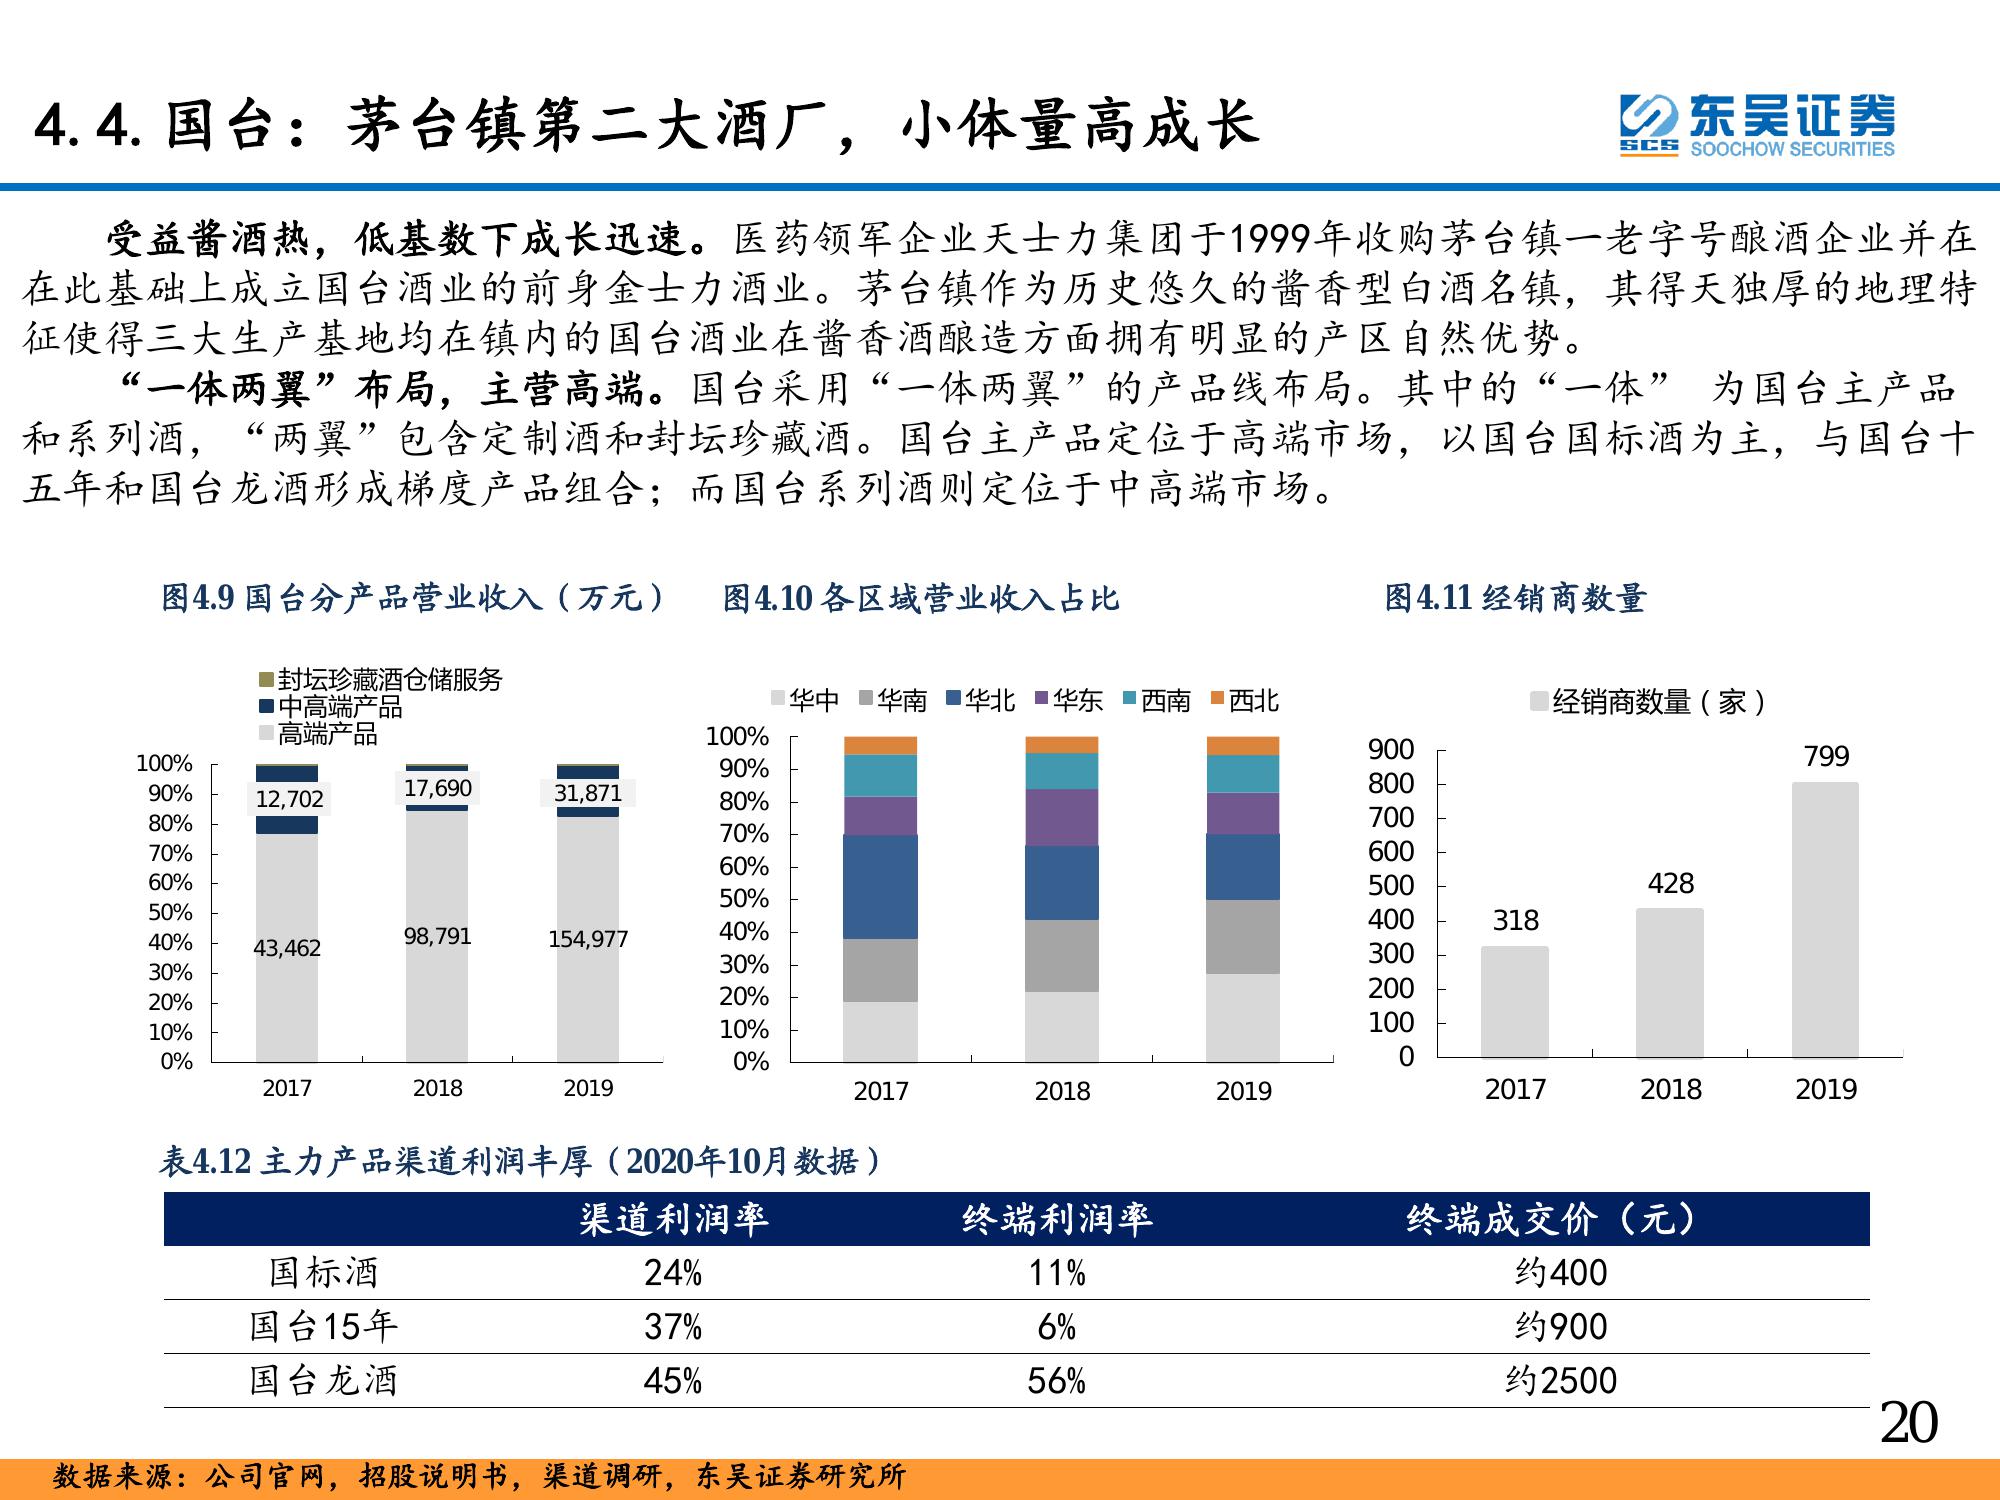 4.4.国台：茅台镇第二大酒厂，小体量高成长
东吴证券
SCS SOOCHOW SECURITIES
受益酱酒热，低基数下成长迅速。医药领军企业天士力集团于1999年收购茅台镇一老字号酿酒企业并在
在此基础上成立国台酒业的前身金士力酒业。茅台镇作为历史悠久的酱香型白酒名镇，其得天独厚的地理特
征使得三大生产基地均在镇内的国台酒业在酱香酒酿造方面拥有明显的产区自然优势。
“一体两翼”布局，主营高端。国台采用“一体两翼”的产品线布局。其中的“一体” 为国台主产品
和系列酒，“两翼”包含定制酒和封坛珍藏酒。国台主产品定位于高端市场，以国台国标酒为主，与国台十
五年和国台龙酒形成梯度产品组合；而国台系列酒则定位于中高端市场。
图4.9 国台分产品营业收入（万元）
封坛珍藏酒仓储服务
中高端产品
高端产品
100%
90%
80%
70%
60%
50%
40%
30%
20%
10%
0%
12,702
17,690
31,871
43,462
98,791
154,977
2017 2018 2019
图4.10 各区域营业收入占比
华中 华南 华北 华东 西南 西北
100%
90%
80%
70%
60%
50%
40%
30%
20%
10%
0%
2017 2018 2019
图4.11 经销商数量
经销商数量（家）
900
800
700
600
500
400
300
200
100
0
318
428
799
2017 2018 2019
表4.12 主力产品渠道利润丰厚（2020年10月数据）
渠道利润率 终端利润率 终端成交价（元）
国标酒 24% 11% 约400
国台15年 37% 6% 约900
国台龙酒 45% 56% 约2500
20
数据来源：公司官网，招股说明书，渠道调研，东吴证券研究所